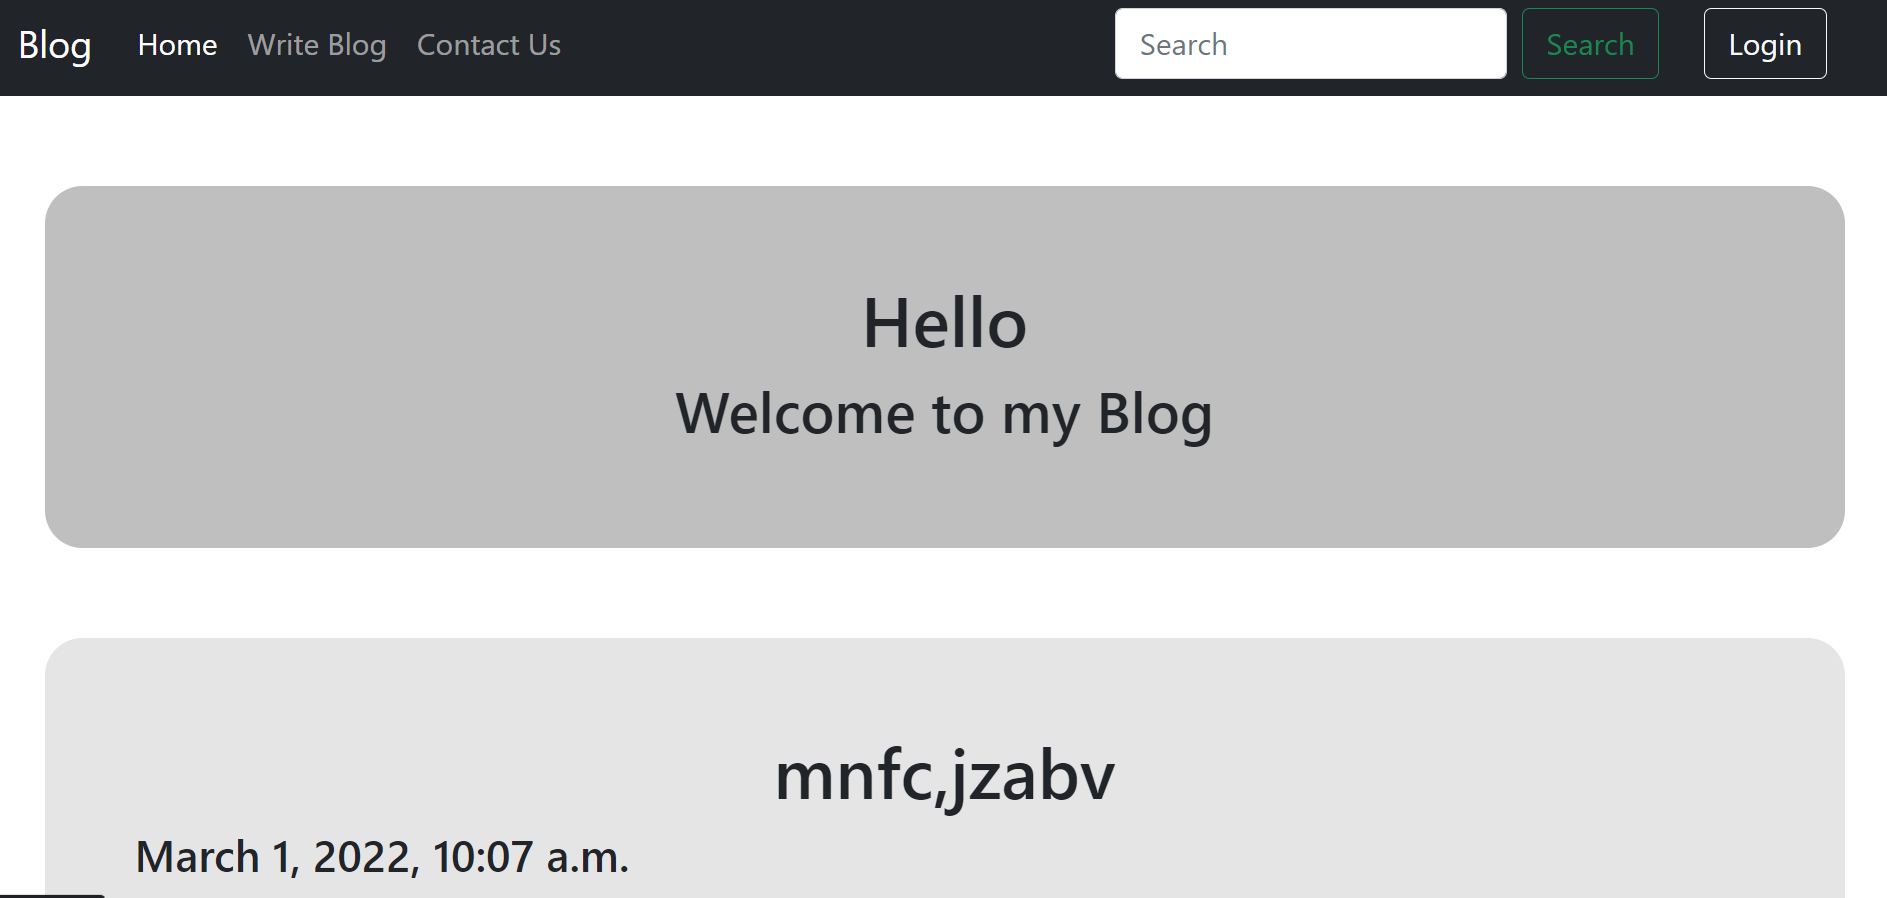 Blog Home Write Blog Contact Us Search Search Login
Hello
Welcome to my Blog
mnfc,jzabv
March 1, 2022, 10:07 a.m.